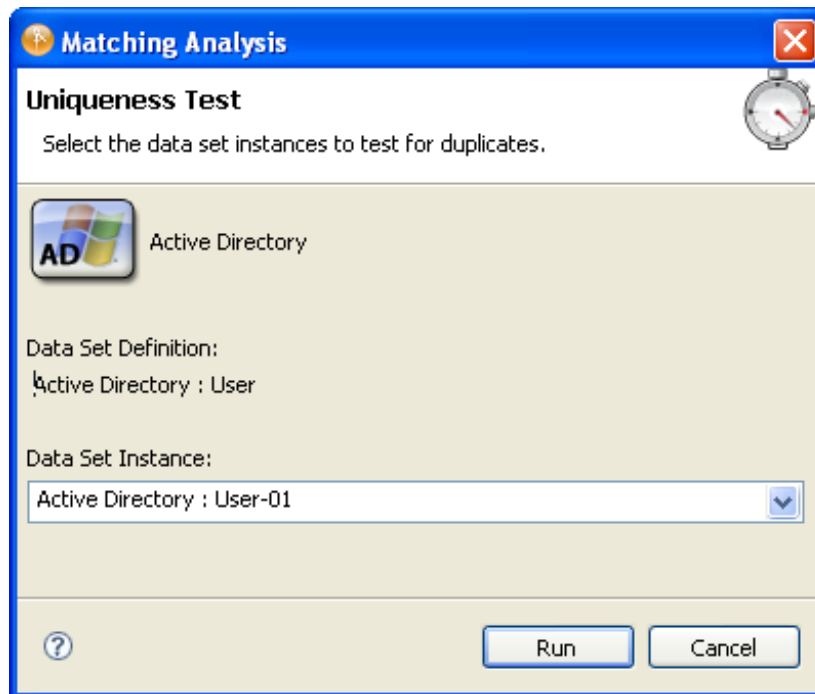 Matching Analysis
Uniqueness Test
Select the data set instances to test for duplicates.
AD
Active Directory
Data Set Definition:
Active Directory : User
Data Set Instance:
Active Directory : User-01
?
Run
Cancel